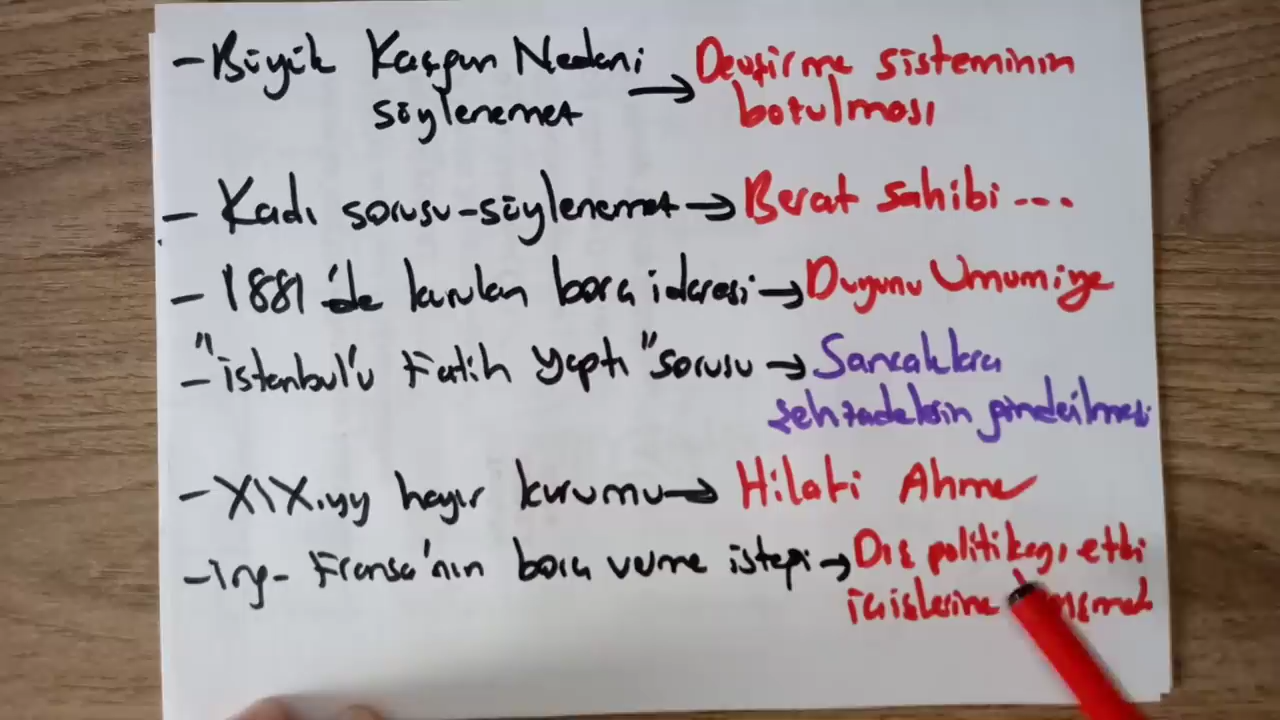 - Büyük Kaçgun Nedeni → Devşirme sisteminin
söylenemez bozulması
- Kadı sorusu-söylenemez → Berat sahibi...
- 1881'de kurulan borç idaresi → Duyunu Umumiye
- "İstanbul'u Fatih yaptı" sorusu → Sancaklara
şehzadelerin gönderilmesi
- XIX.yy hayır kurumu → Hilali Ahmer
- ing- Fransa'nın borç verme isteği → Dış politikayı etki
içişlerine